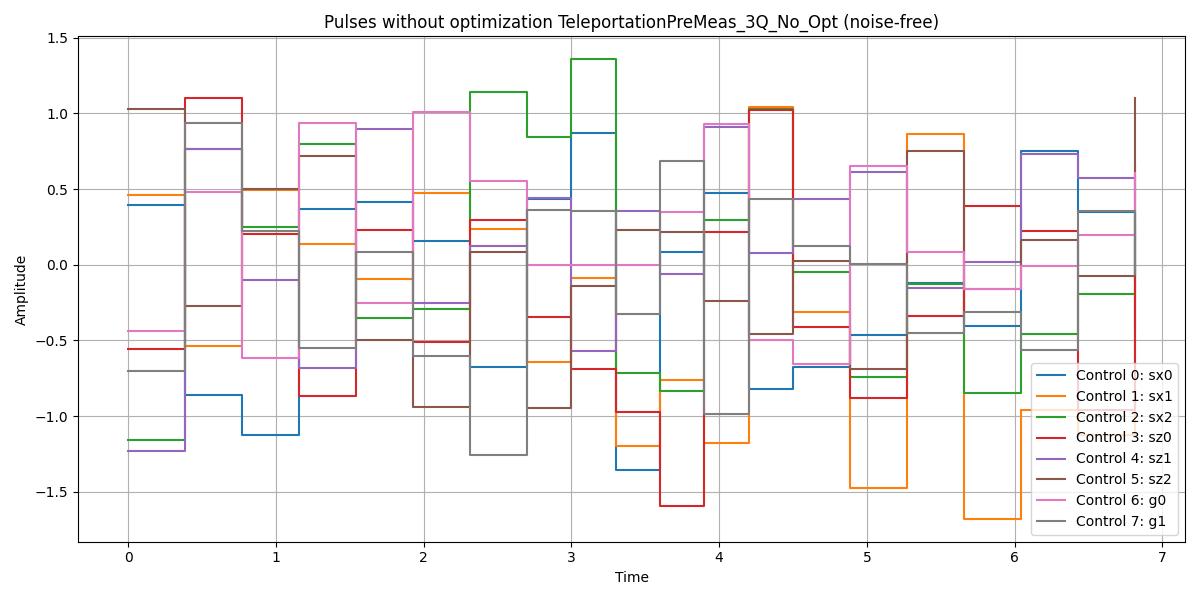 Pulses without optimization TeleportationPreMeas_3Q_No_Opt (noise-free)
1.5
1.0
0.5
0.0
−0.5
−1.0
−1.5
Amplitude
0 1 2 3 4 5 6 7
Time
Control 0: sx0
Control 1: sx1
Control 2: sx2
Control 3: sz0
Control 4: sz1
Control 5: sz2
Control 6: g0
Control 7: g1